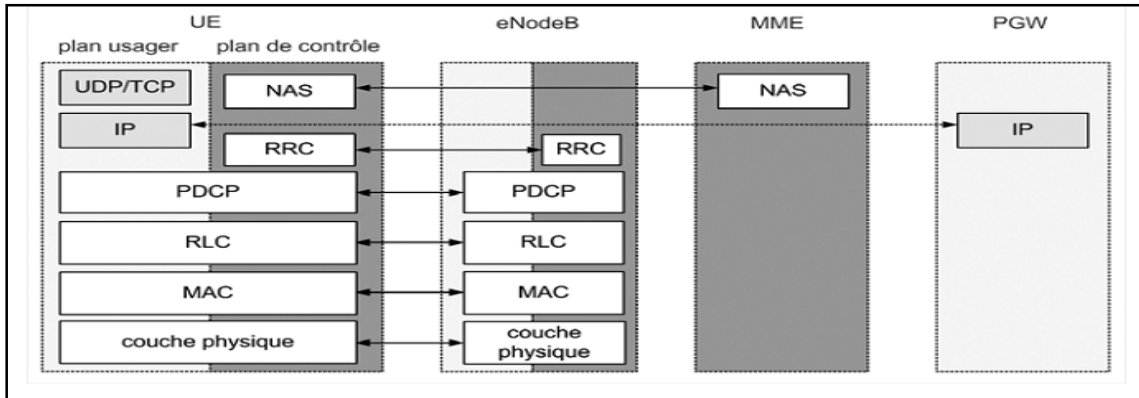 UE
eNodeB
MME
PGW
plan usager
plan de contrôle
UDP/TCP
NAS
NAS
IP
IP
RRC
RRC
PDCP
PDCP
RLC
RLC
MAC
MAC
couche physique
couche
physique